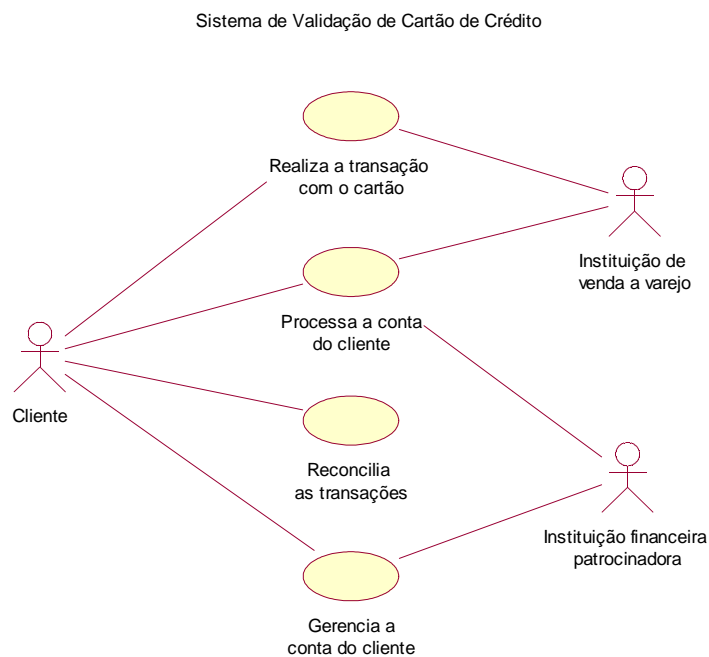 Sistema de Validação de Cartão de Crédito
Realiza a transação
com o cartão
Instituição de
venda a varejo
Processa a conta
do cliente
Cliente
Reconcilia
as transações
Instituição financeira
patrocinadora
Gerencia a
conta do cliente